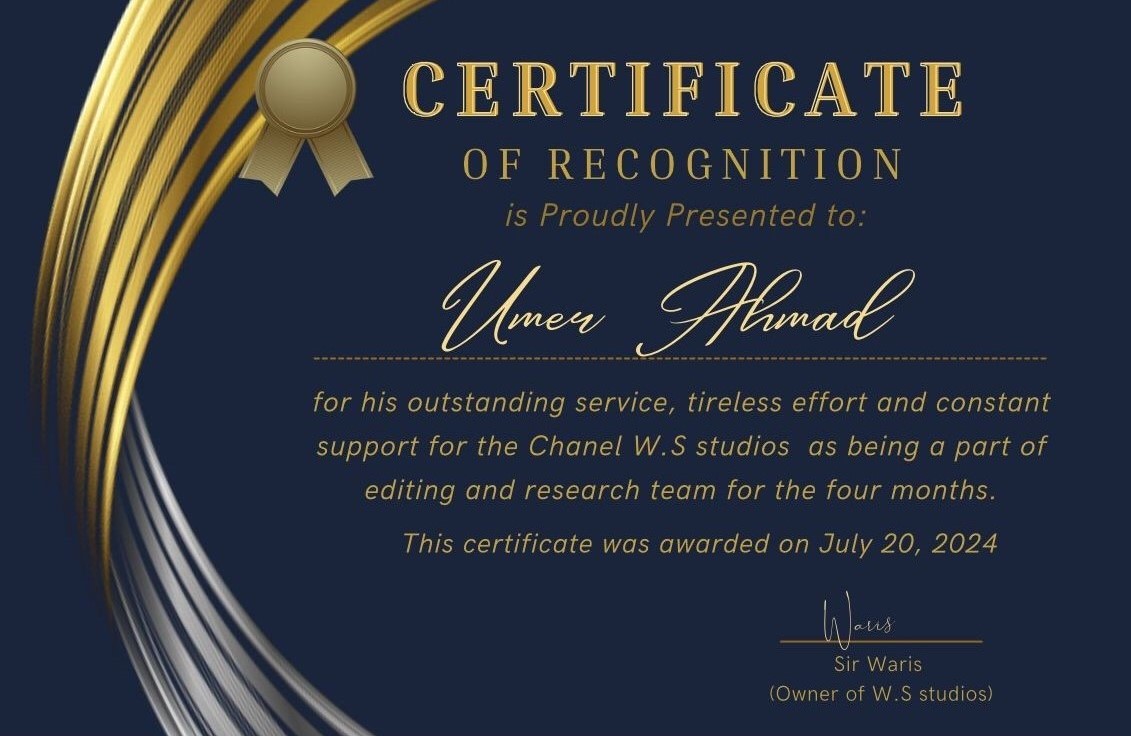 CERTIFICATE
OF RECOGNITION
is Proudly Presented to:
Umer Ahmad
for his outstanding service, tireless effort and constant
support for the Chanel W.S studios as being a part of
editing and research team for the four months.
This certificate was awarded on July 20, 2024
Waris
Sir Waris
(Owner of W.S studios)